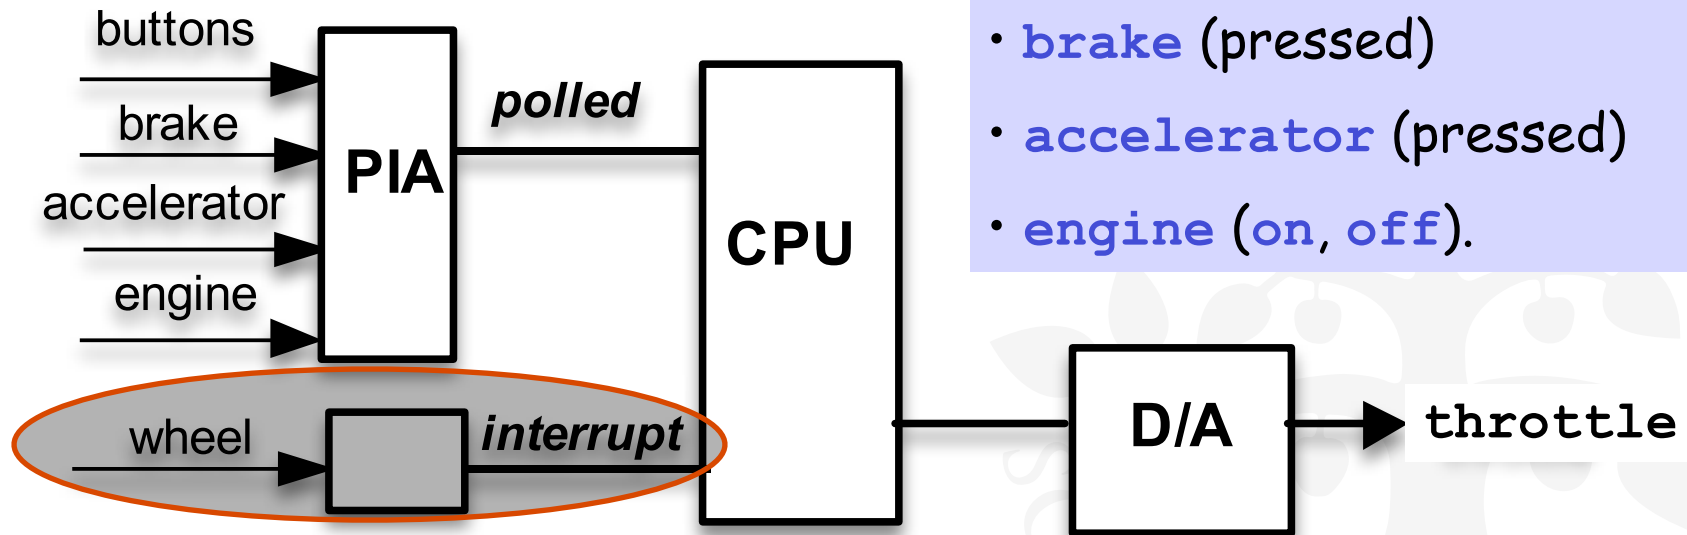 buttons
brake
accelerator
engine
wheel
PIA
polled
interrupt
CPU
D/A
throttle
• brake (pressed)
• accelerator (pressed)
• engine (on, off).